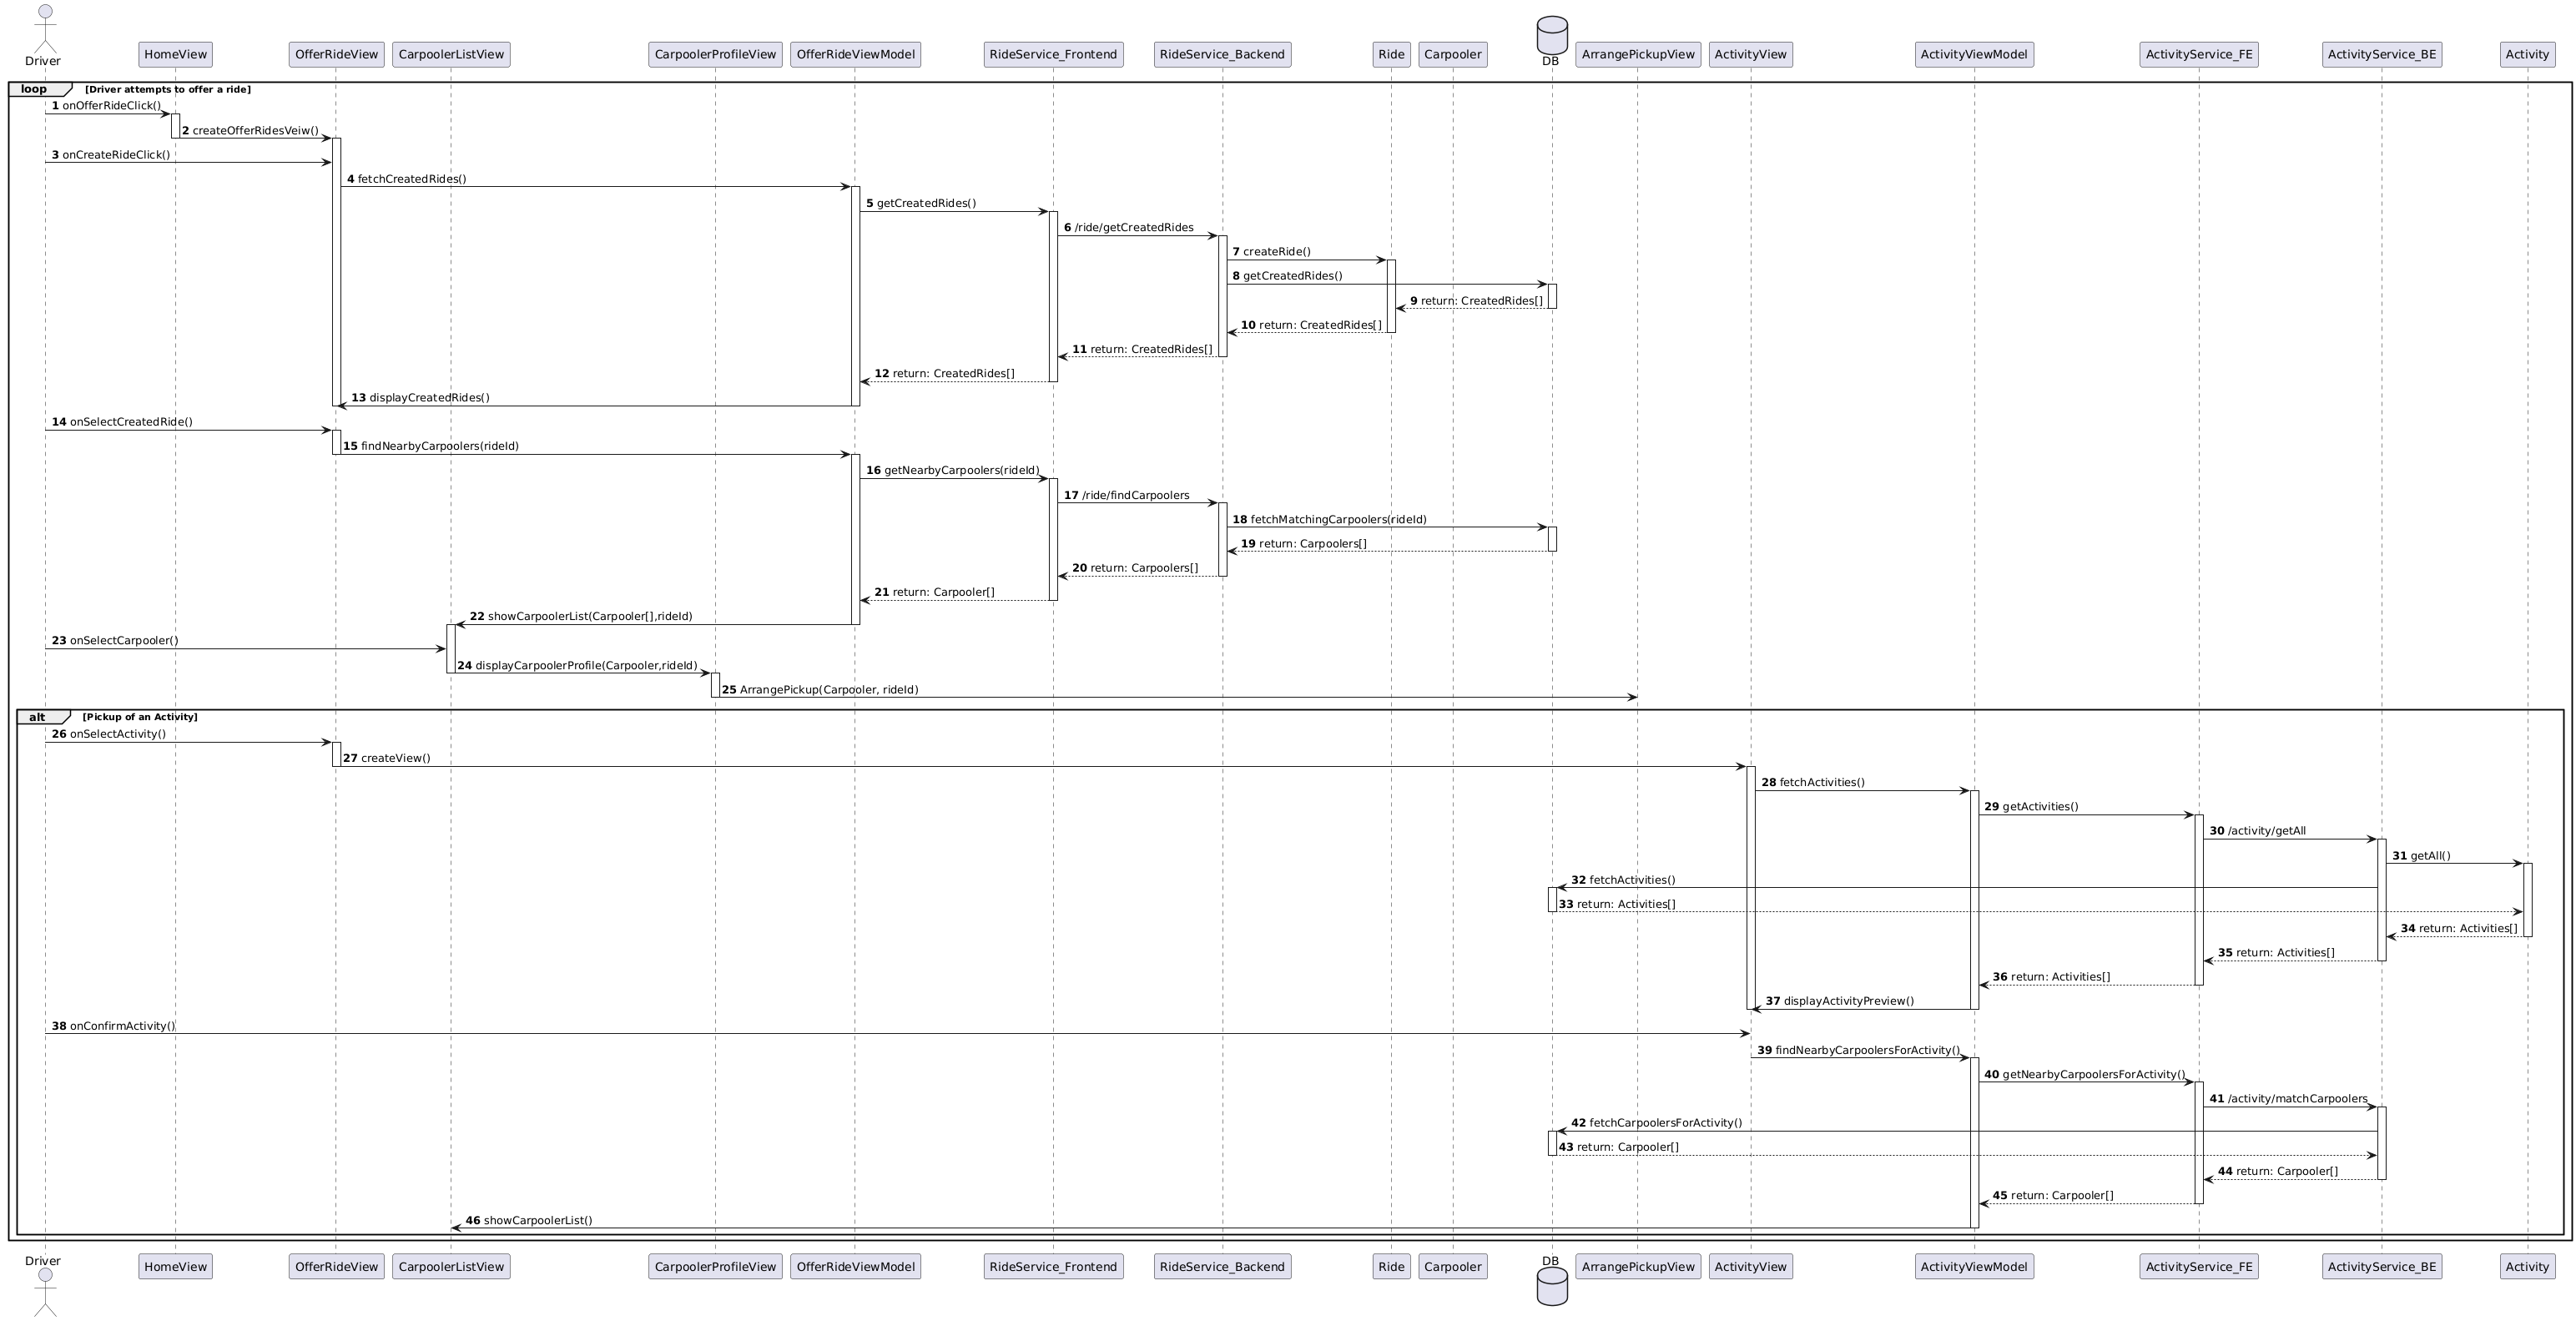 Driver
HomeView
OfferRideView
CarpoolerListView
CarpoolerProfileView
OfferRideViewModel
RideService_Frontend
RideService_Backend
Ride
Carpooler
DB
ArrangePickupView
ActivityView
ActivityViewModel
ActivityService_FE
ActivityService_BE
Activity
loop [Driver attempts to offer a ride]
1 onOfferRideClick()
2 createOfferRidesVeiw()
3 onCreateRideClick()
4 fetchCreatedRides()
5 getCreatedRides()
6 /ride/getCreatedRides
7 createRide()
8 getCreatedRides()
9 return: CreatedRides[]
10 return: CreatedRides[]
11 return: CreatedRides[]
12 return: CreatedRides[]
13 displayCreatedRides()
14 onSelectCreatedRide()
15 findNearbyCarpoolers(rideId)
16 getNearbyCarpoolers(rideId)
17 /ride/findCarpoolers
18 fetchMatchingCarpoolers(rideId)
19 return: Carpoolers[]
20 return: Carpoolers[]
21 return: Carpooler[]
22 showCarpoolerList(Carpooler[],rideId)
23 onSelectCarpooler()
24 displayCarpoolerProfile(Carpooler,rideId)
25 ArrangePickup(Carpooler, rideId)
alt [Pickup of an Activity]
26 onSelectActivity()
27 createView()
28 fetchActivities()
29 getActivities()
30 /activity/getAll
31 getAll()
32 fetchActivities()
33 return: Activities[]
34 return: Activities[]
35 return: Activities[]
36 return: Activities[]
37 displayActivityPreview()
38 onConfirmActivity()
39 findNearbyCarpoolersForActivity()
40 getNearbyCarpoolersForActivity()
41 /activity/matchCarpoolers
42 fetchCarpoolersForActivity()
43 return: Carpooler[]
44 return: Carpooler[]
45 return: Carpooler[]
46 showCarpoolerList()
Driver
HomeView
OfferRideView
CarpoolerListView
CarpoolerProfileView
OfferRideViewModel
RideService_Frontend
RideService_Backend
Ride
Carpooler
DB
ArrangePickupView
ActivityView
ActivityViewModel
ActivityService_FE
ActivityService_BE
Activity